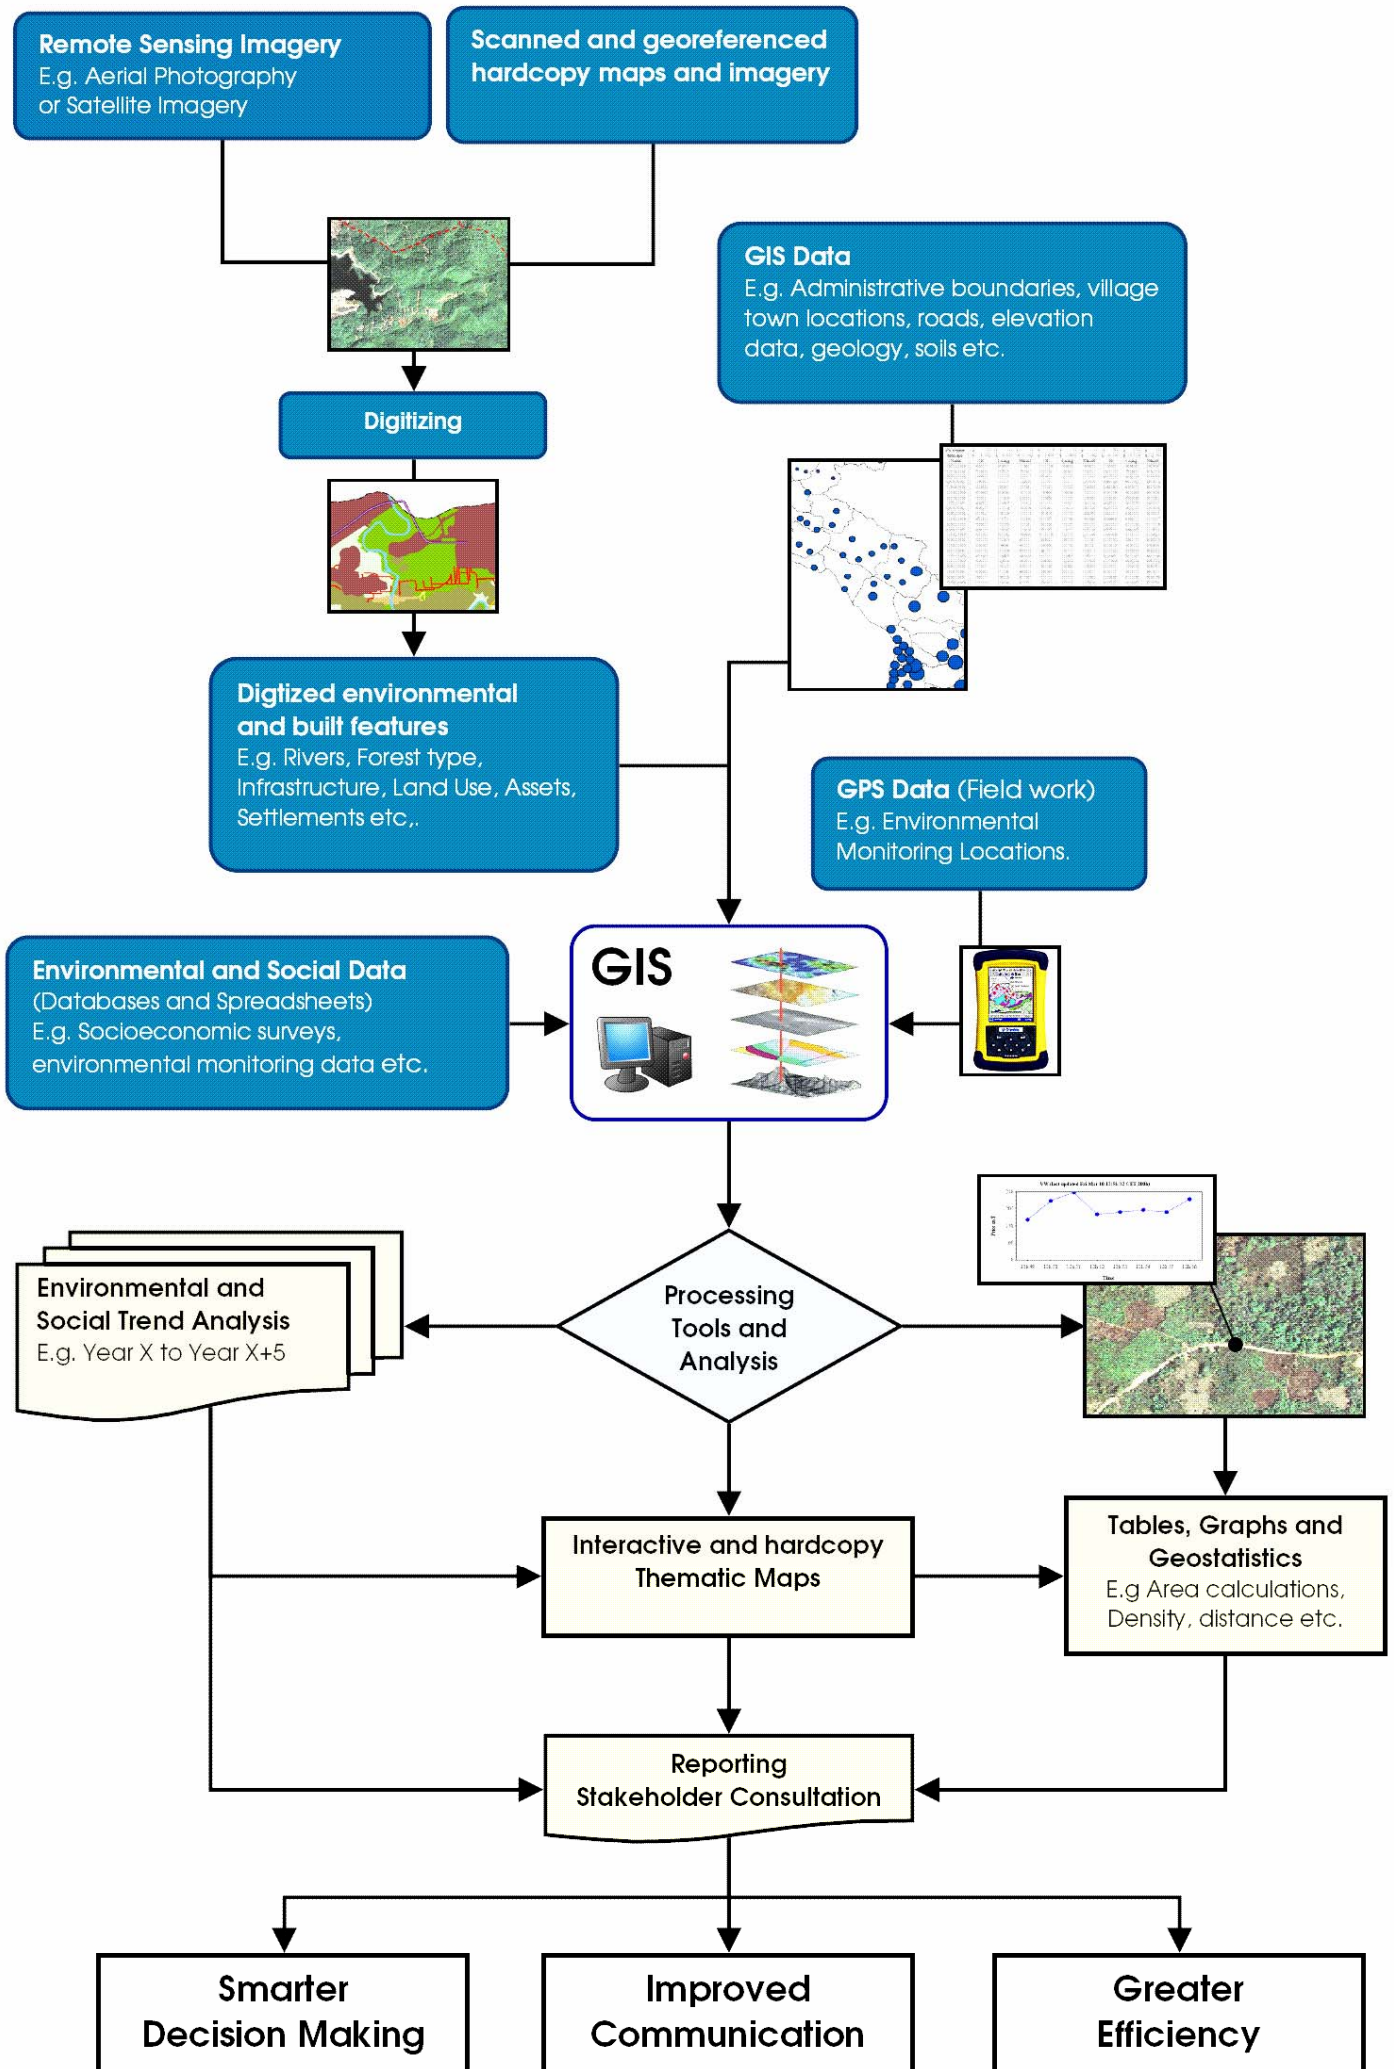 Remote Sensing Imagery
E.g. Aerial Photography
or Satellite Imagery
Scanned and georeferenced
hardcopy maps and imagery
GIS Data
E.g. Administrative boundaries, village
town locations, roads, elevation
data, geology, soils etc.
Digitizing
Digtized environmental
and built features
E.g. Rivers, Forest type,
Infrastructure, Land Use, Assets,
Settlements etc,.
GPS Data (Field work)
E.g. Environmental
Monitoring Locations.
Environmental and Social Data
(Databases and Spreadsheets)
E.g. Socioeconomic surveys,
environmental monitoring data etc.
GIS
Time
Environmental and
Social Trend Analysis
E.g. Year X to Year X+5
Processing
Tools and
Analysis
Interactive and hardcopy
Thematic Maps
Tables, Graphs and
Geostatistics
E.g Area calculations,
Density, distance etc.
Reporting
Stakeholder Consultation
Smarter
Decision Making
Improved
Communication
Greater
Efficiency